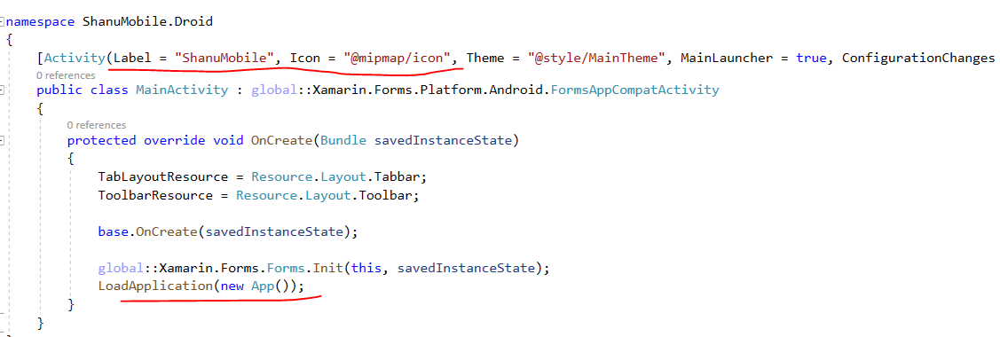 namespace ShanuMobile.Droid
{
[Activity(Label = "ShanuMobile", Icon = "@mipmap/icon", Theme = "@style/MainTheme", MainLauncher = true, ConfigurationChanges
0 references
public class MainActivity : global::Xamarin.Forms.Platform.Android.FormsAppCompatActivity
{
0 references
protected override void OnCreate(Bundle savedInstanceState)
{
TabLayoutResource = Resource.Layout.Tabbar;
ToolbarResource = Resource.Layout.Toolbar;
base.OnCreate(savedInstanceState);
global::Xamarin.Forms.Forms.Init(this, savedInstanceState);
LoadApplication(new App());
}
}